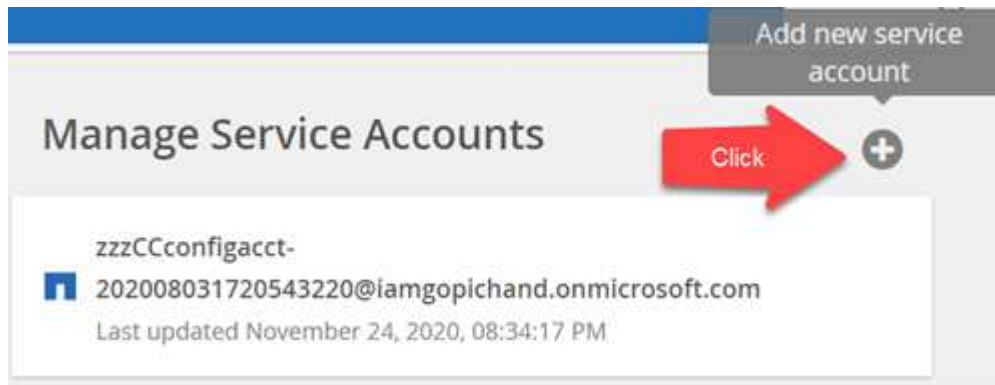 Add new service
account
Manage Service Accounts
Click
zzzCCconfigacct-
202008031720543220@iamgopichand.onmicrosoft.com
Last updated November 24, 2020, 08:34:17 PM